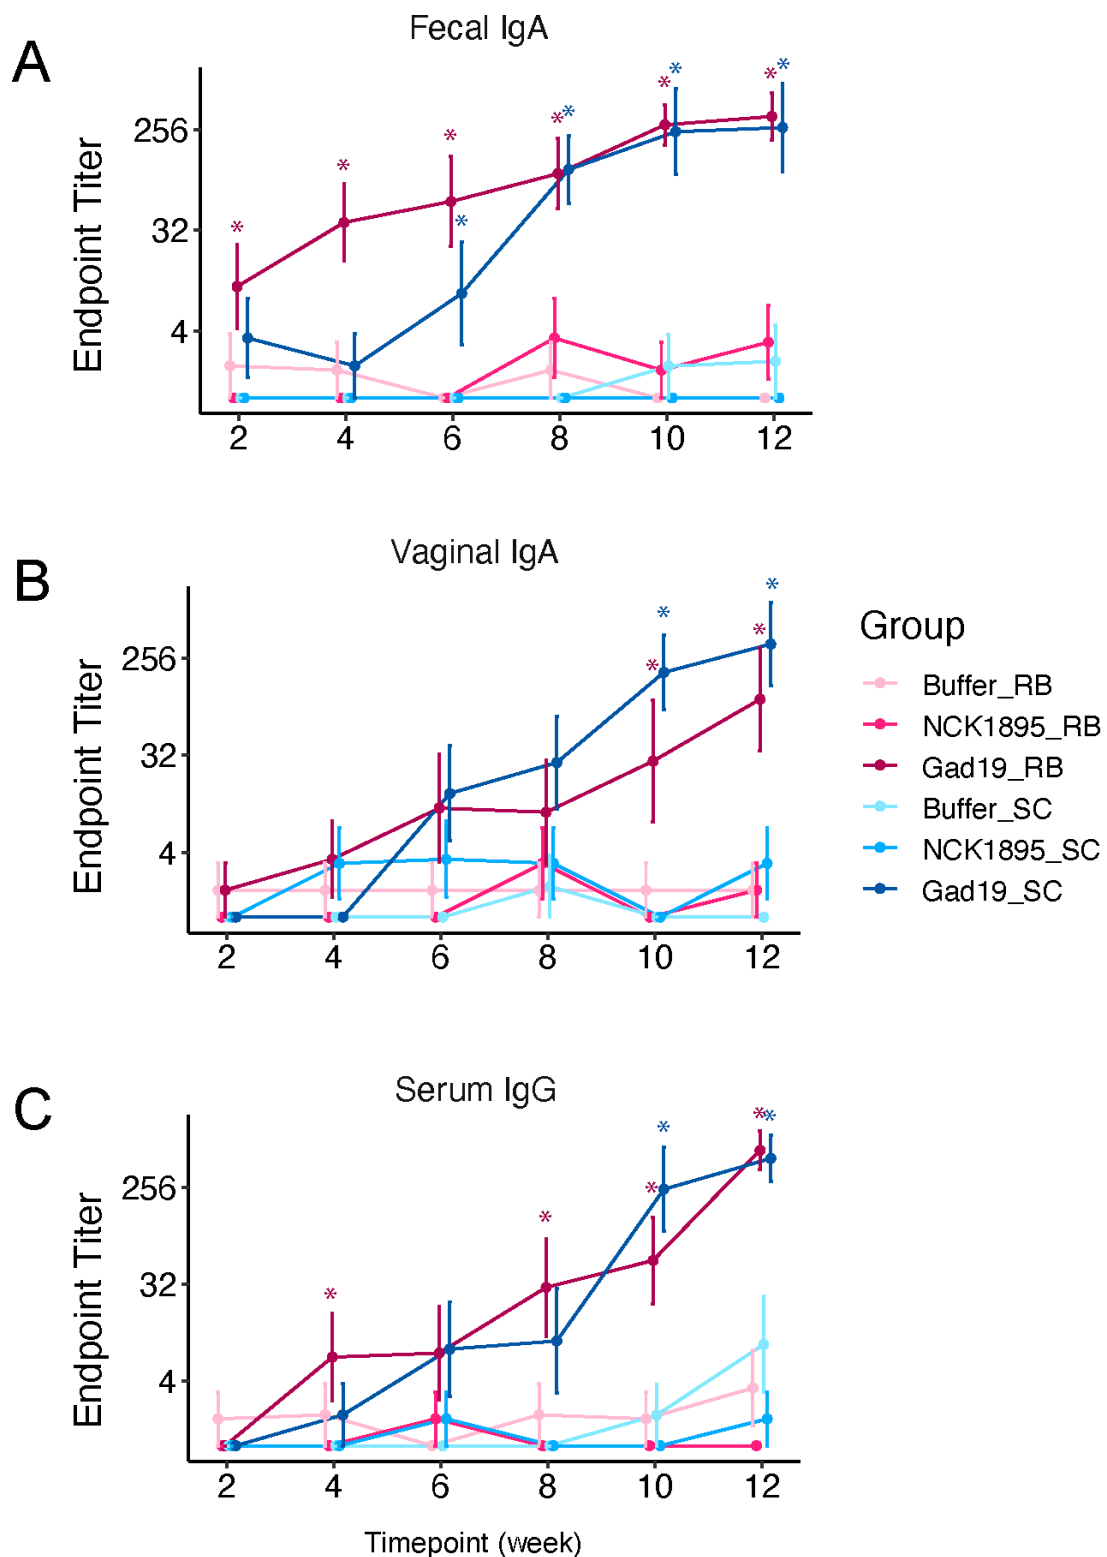 A
Fecal IgA
*
*
*
*
*
*
*
*
*
*
Endpoint Titer
256
32
4
2 4 6 8 10 12
B
Vaginal IgA
*
*
*
*
Endpoint Titer
256
32
4
2 4 6 8 10 12
Group
Buffer_RB
NCK1895_RB
Gad19_RB
Buffer_SC
NCK1895_SC
Gad19_SC
C
Serum IgG
*
*
*
*
*
*
Endpoint Titer
256
32
4
2 4 6 8 10 12
Timepoint (week)